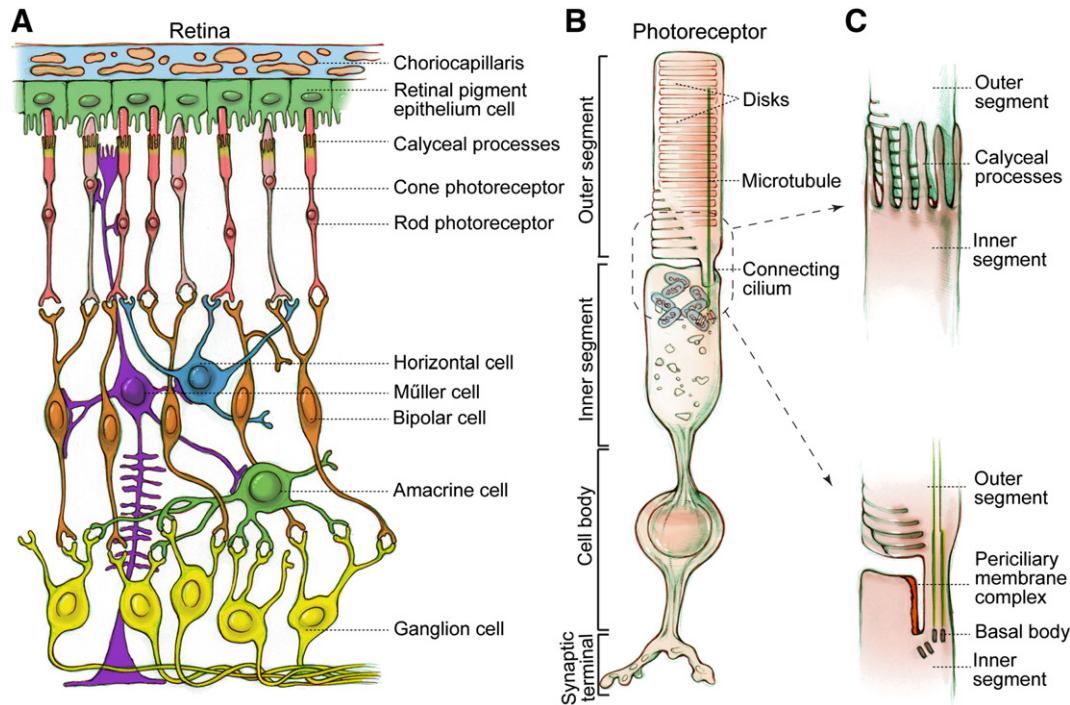 A
Retina
Choriocapillaris
Retinal pigment
epithelium cell
Calyceal processes
Cone photoreceptor
Rod photoreceptor
Horizontal cell
Műller cell
Bipolar cell
Amacrine cell
Ganglion cell
B
Photoreceptor
Outer segment
Inner segment
Cell body
Synaptic
terminal
Disks
Microtubule
Connecting
cilium
C
Outer
segment
Calyceal
processes
Inner
segment
Outer
segment
Periciliary
membrane
complex
Basal body
Inner
segment